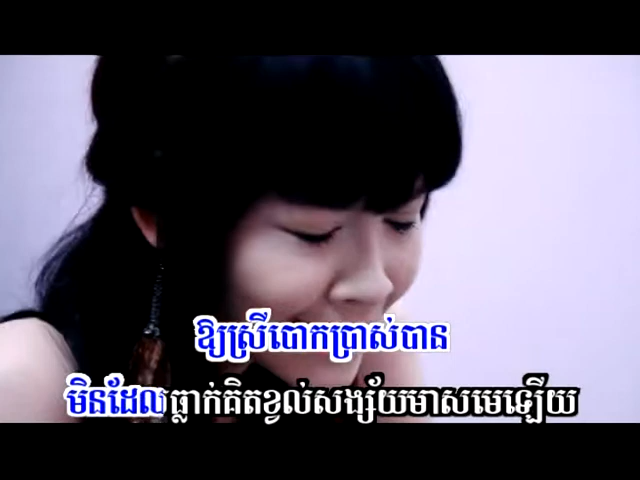 ឱ្យស្រីបោកប្រាស់បាន
មិនដែលធ្លាក់គិតខ្វល់សង្ស័យមាសមេឡើយ